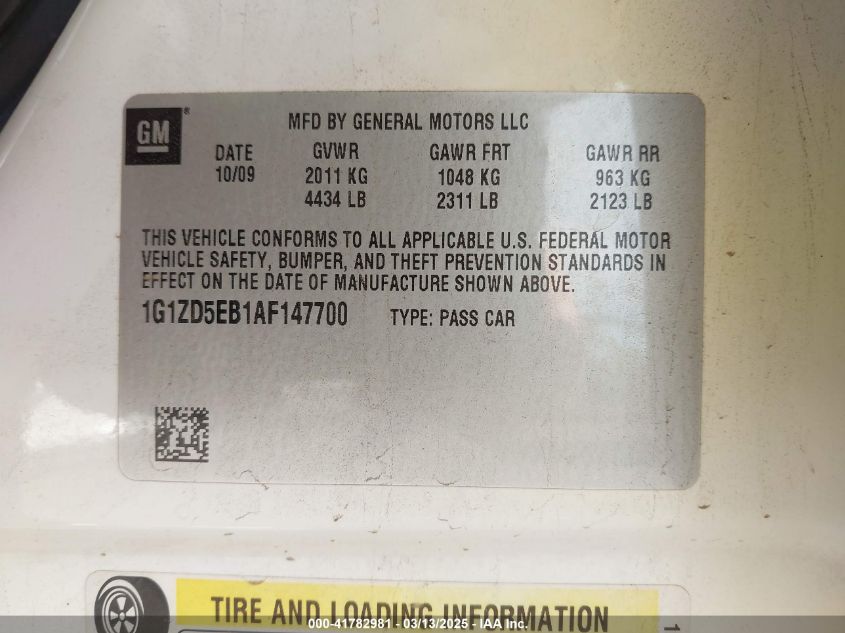 GM®
MFD BY GENERAL MOTORS LLC
DATE GVWR GAWR FRT GAWR RR
10/09 2011 KG 1048 KG 963 KG
4434 LB 2311 LB 2123 LB
THIS VEHICLE CONFORMS TO ALL APPLICABLE U.S. FEDERAL MOTOR
VEHICLE SAFETY, BUMPER, AND THEFT PREVENTION STANDARDS IN
EFFECT ON THE DATE OF MANUFACTURE SHOWN ABOVE.
1G1ZD5EB1AF147700 TYPE: PASS CAR
TIRE AND LOADING INFORMATION
000-41782981 - 03/13/2025 - IAA Inc.